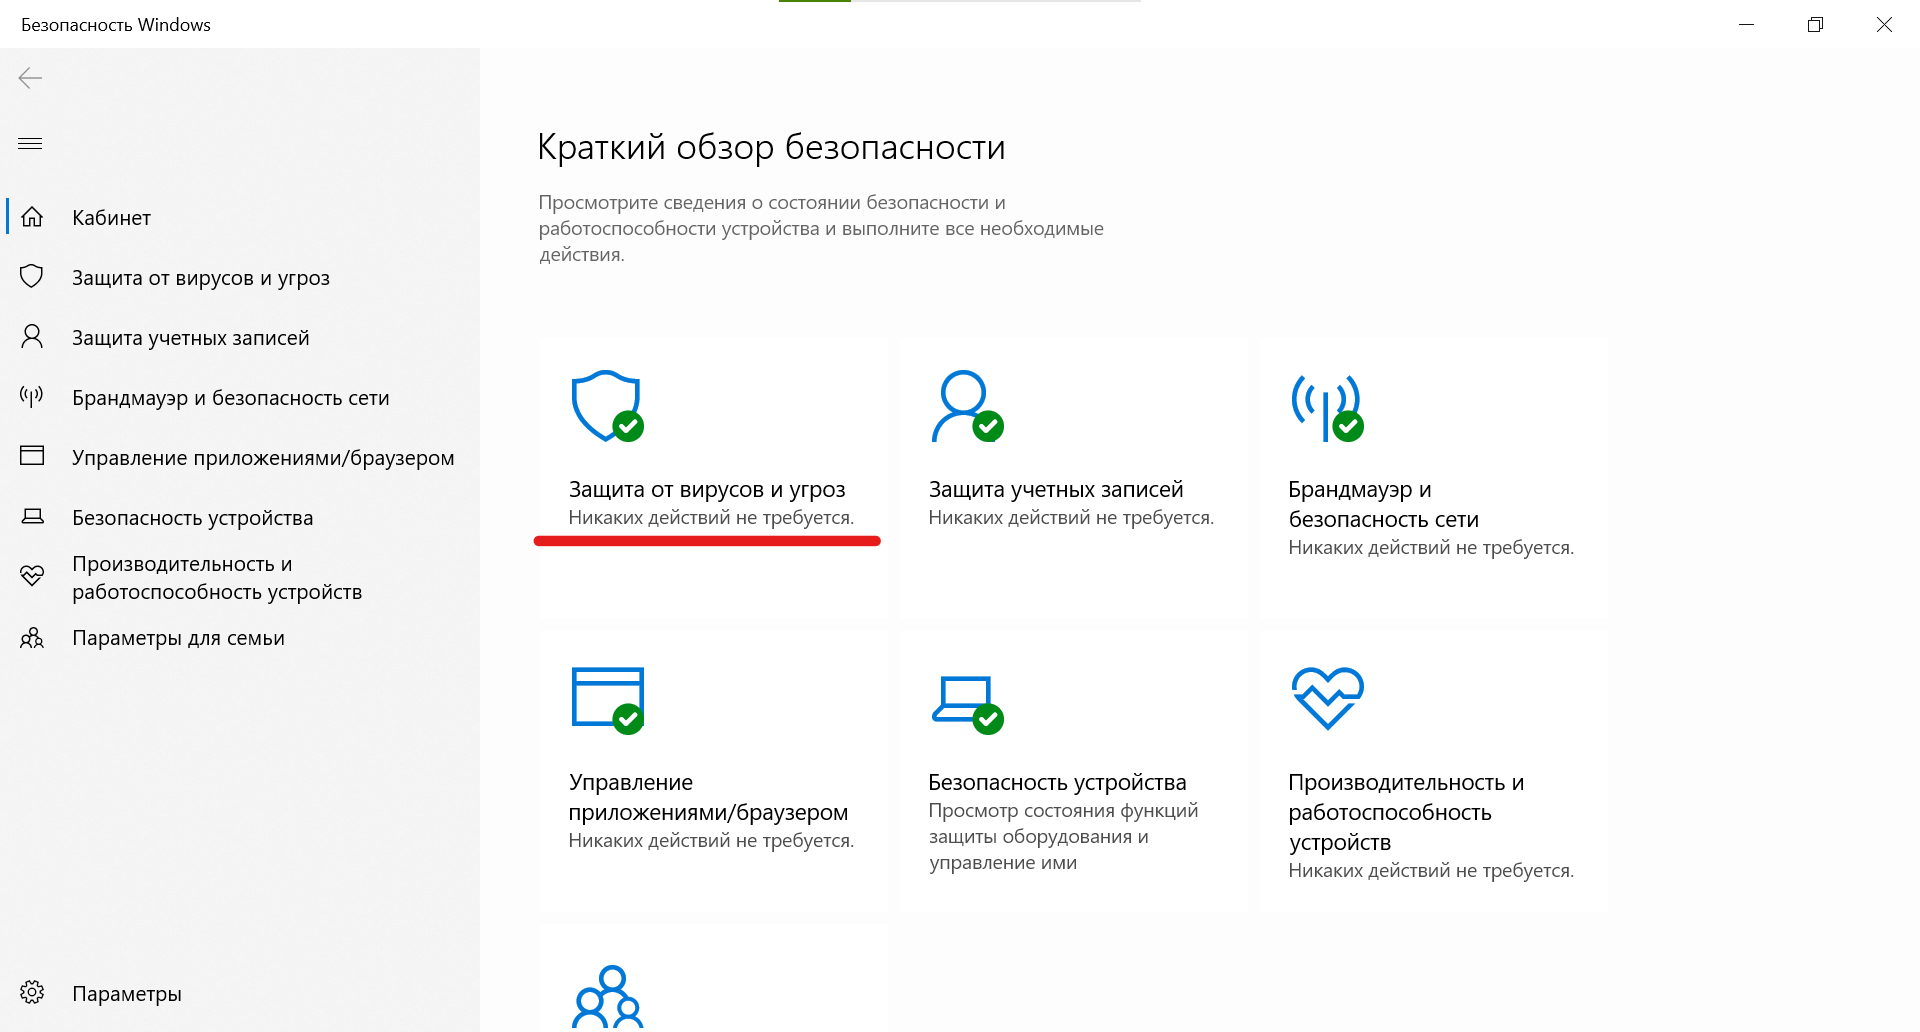 Безопасность Windows
Кабинет
Защита от вирусов и угроз
Защита учетных записей
Брандмауэр и безопасность сети
Управление приложениями/браузером
Безопасность устройства
Производительность и
работоспособность устройств
Параметры для семьи
Параметры
Краткий обзор безопасности
Просмотрите сведения о состоянии безопасности и
работоспособности устройства и выполните все необходимые
действия.
Защита от вирусов и угроз
Никаких действий не требуется.
Защита учетных записей
Никаких действий не требуется.
Брандмауэр и
безопасность сети
Никаких действий не требуется.
Управление
приложениями/браузером
Никаких действий не требуется.
Безопасность устройства
Просмотр состояния функций
защиты оборудования и
управление ими
Производительность и
работоспособность
устройств
Никаких действий не требуется.